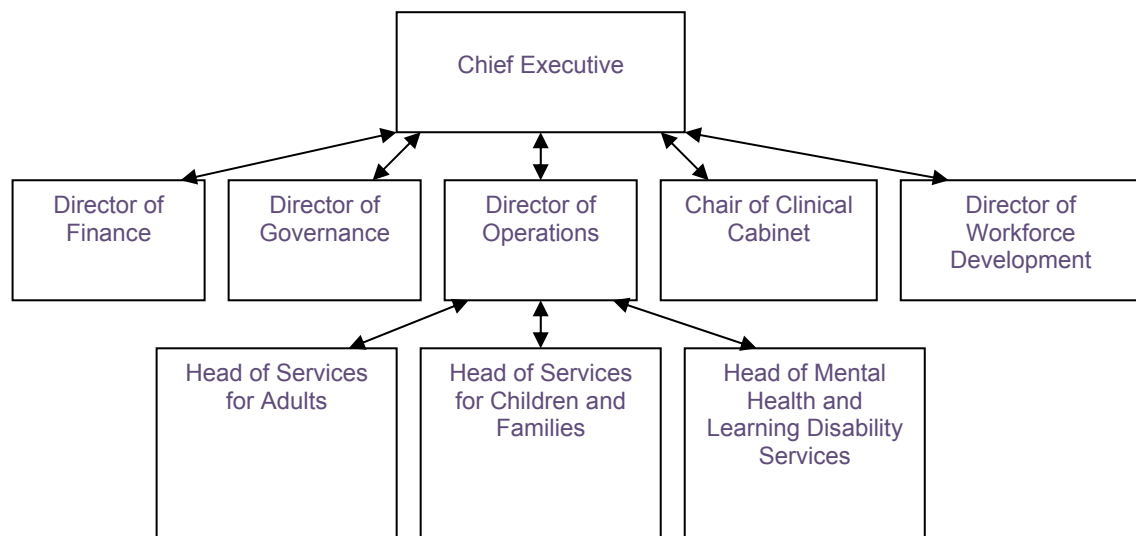 Chief Executive
Director of
Finance
Director of
Governance
Director of
Operations
Chair of Clinical
Cabinet
Director of
Workforce
Development
Head of Services
for Adults
Head of Services
for Children and
Families
Head of Mental
Health and
Learning Disability
Services